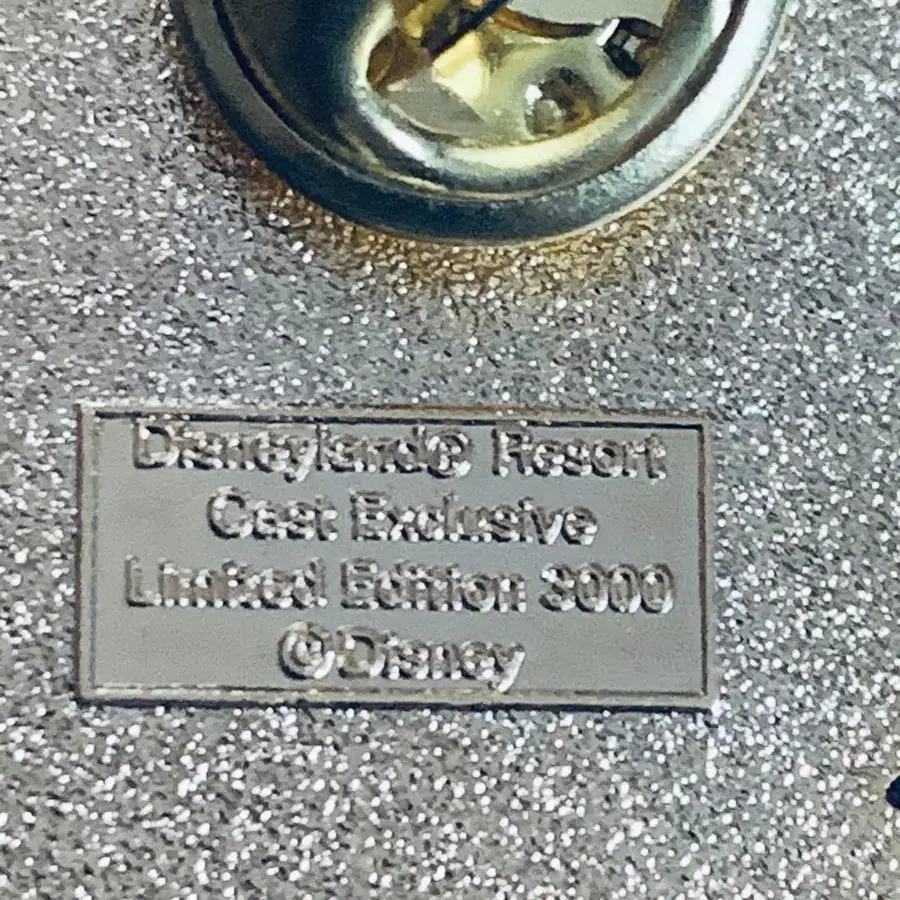 Disneyland® Resort
Cast Exclusive
Limited Edition 3000
©Disney